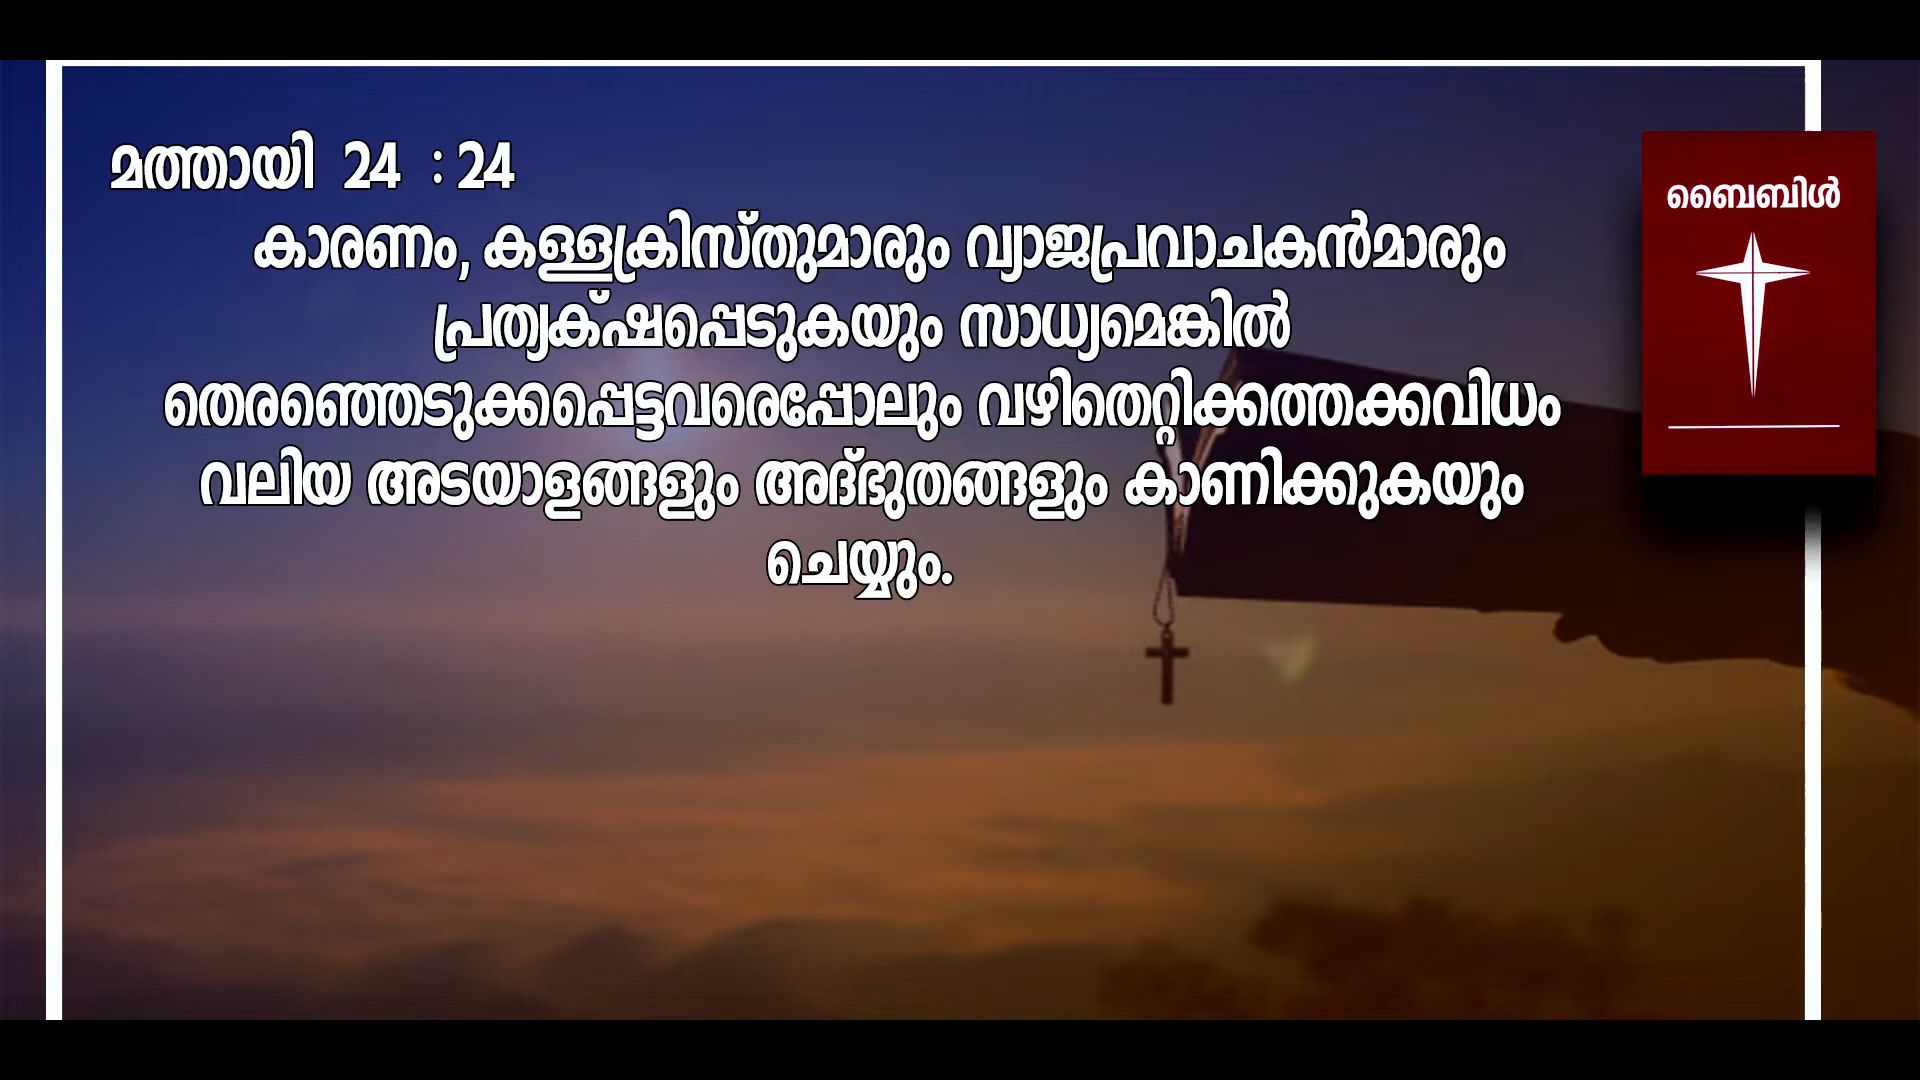 മത്തായി 24 : 24
കാരണം, കള്ളക്രിസ്തുമാരും വ്യാജപ്രവാചകൻമാരും
പ്രത്യക്‌ഷപ്പെടുകയും സാധ്യമെങ്കിൽ
തെരഞ്ഞെടുക്കപ്പെട്ടവരെപ്പോലും വഴിതെറ്റിക്കത്തക്കവിധം
വലിയ അടയാളങ്ങളും അദ്ഭുതങ്ങളും കാണിക്കുകയും
ചെയ്യും.
ബൈബിൾ